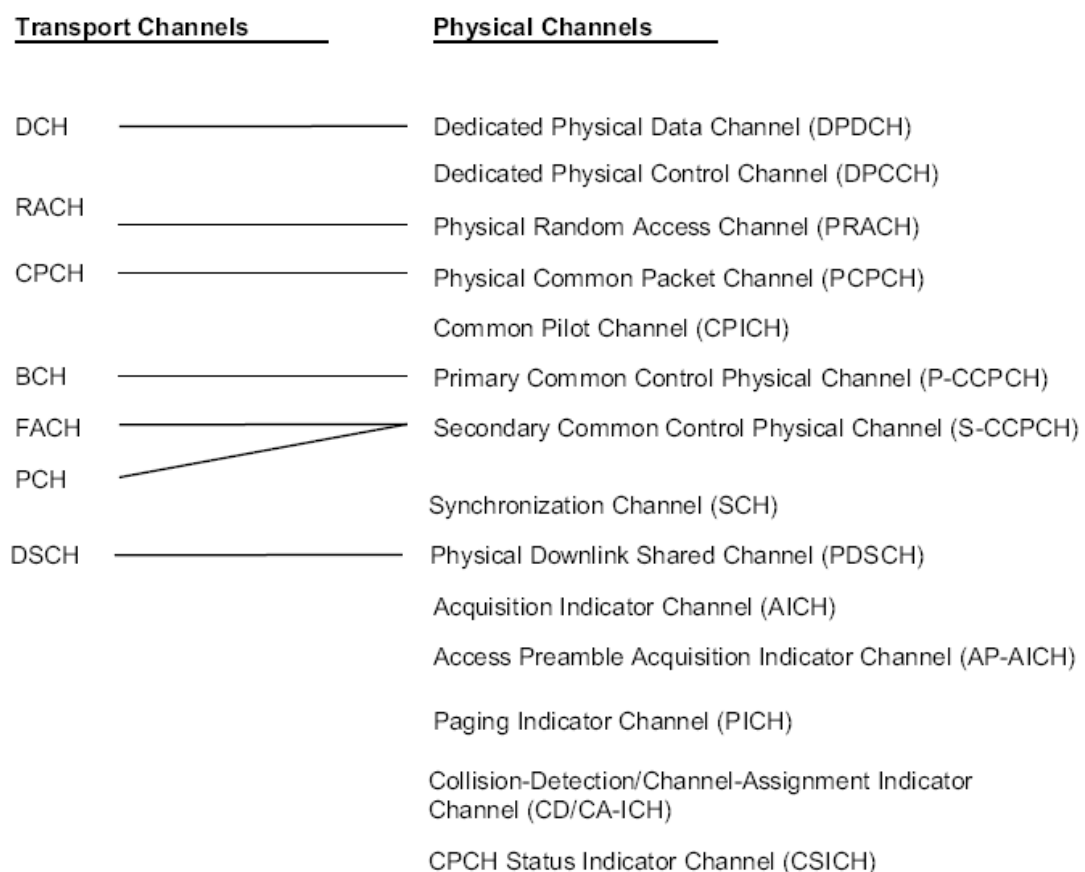 Transport Channels Physical Channels
DCH Dedicated Physical Data Channel (DPDCH)
Dedicated Physical Control Channel (DPCCH)
RACH
Physical Random Access Channel (PRACH)
CPCH Physical Common Packet Channel (PCPCH)
Common Pilot Channel (CPICH)
BCH Primary Common Control Physical Channel (P-CCPCH)
FACH Secondary Common Control Physical Channel (S-CCPCH)
PCH
Synchronization Channel (SCH)
DSCH Physical Downlink Shared Channel (PDSCH)
Acquisition Indicator Channel (AICH)
Access Preamble Acquisition Indicator Channel (AP-AICH)
Paging Indicator Channel (PICH)
Collision-Detection/Channel-Assignment Indicator
Channel (CD/CA-ICH)
CPCH Status Indicator Channel (CSICH)